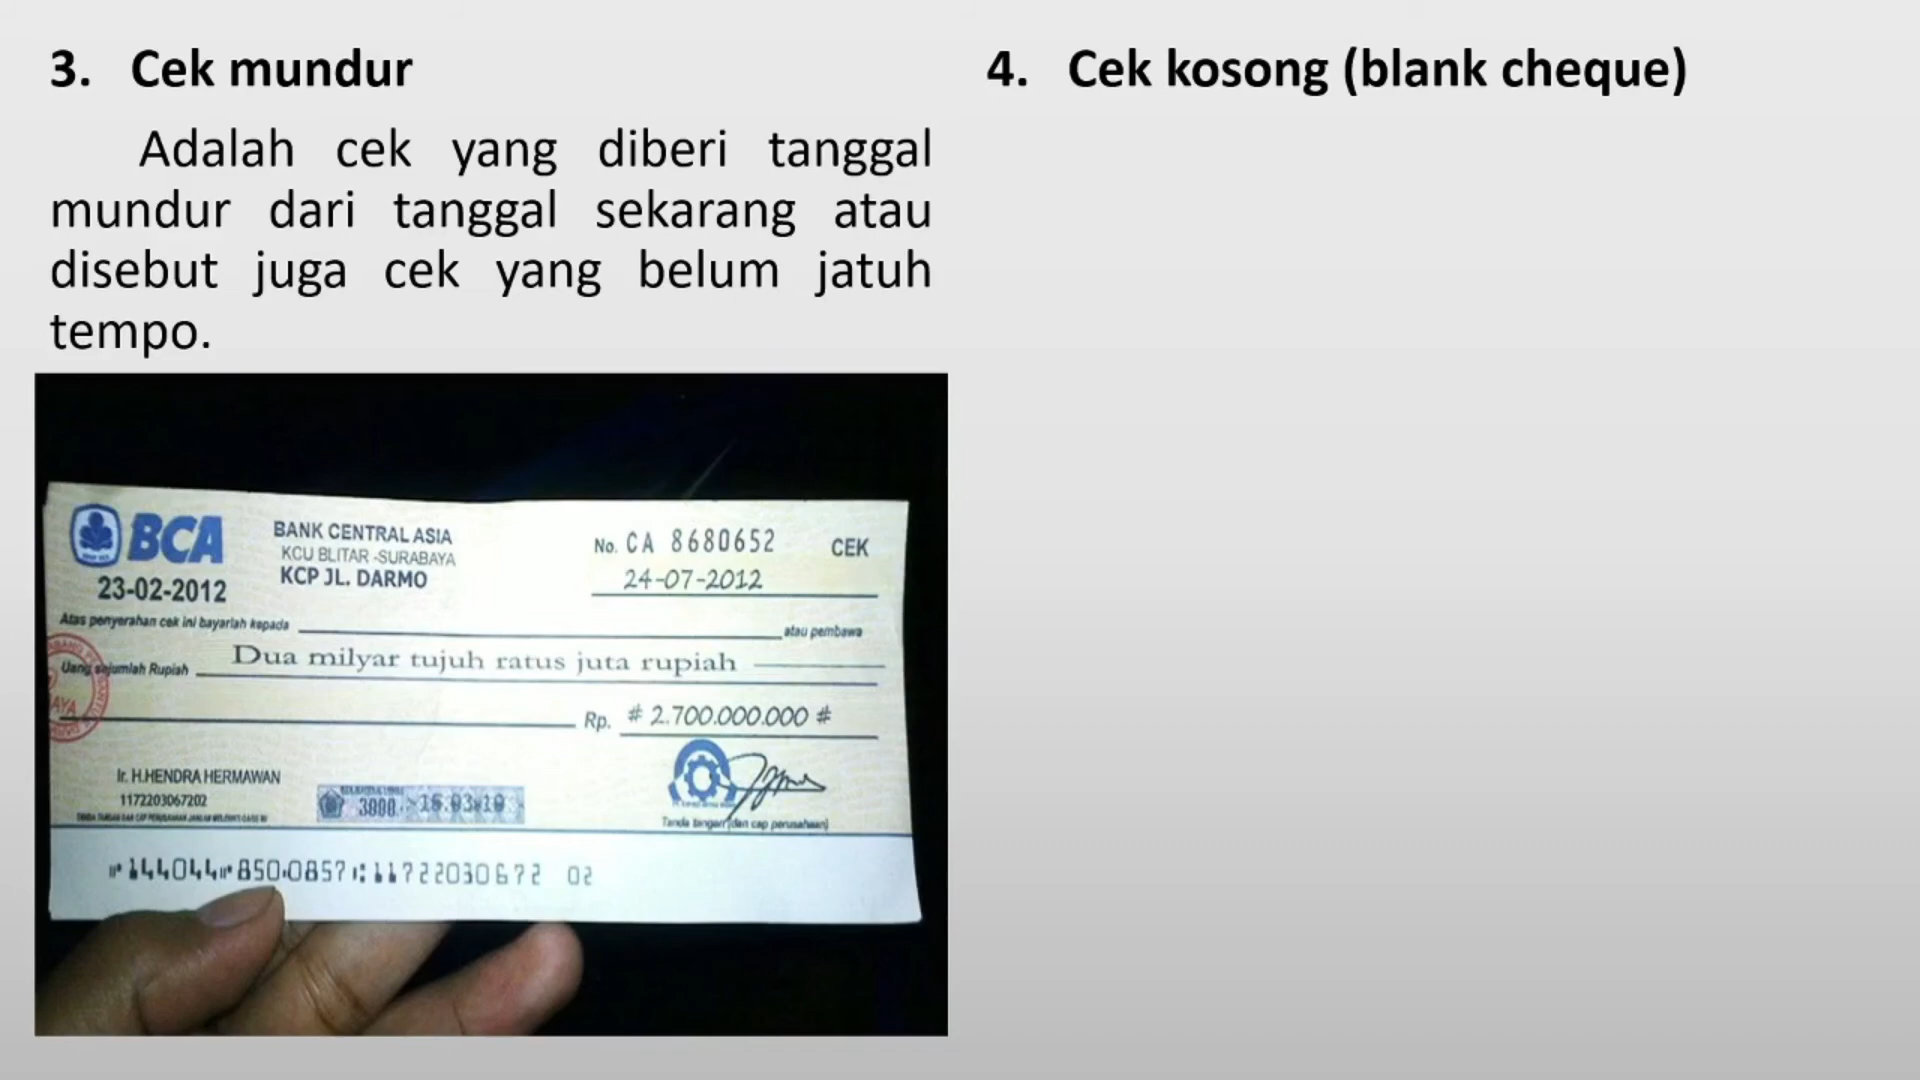 3. Cek mundur
Adalah cek yang diberi tanggal
mundur dari tanggal sekarang atau
disebut juga cek yang belum jatuh
tempo.
BCA
23-02-2012
BANK CENTRAL ASIA
KCU BLITAR -SURABAYA
KCP JL. DARMO
No. CA 8680652 CEK
24-07-2012
Atas penyerahan cek ini bayarlah kepada
atau pembawa
Uang sejumlah Rupiah Dua milyar tujuh ratus juta rupiah
Rp. # 2.700.000.000 #
AYA
Ir. H.HENDRA HERMAWAN
1172203067202
3000
Tanda tangan (dan cap perusahaan)
4. Cek kosong (blank cheque)